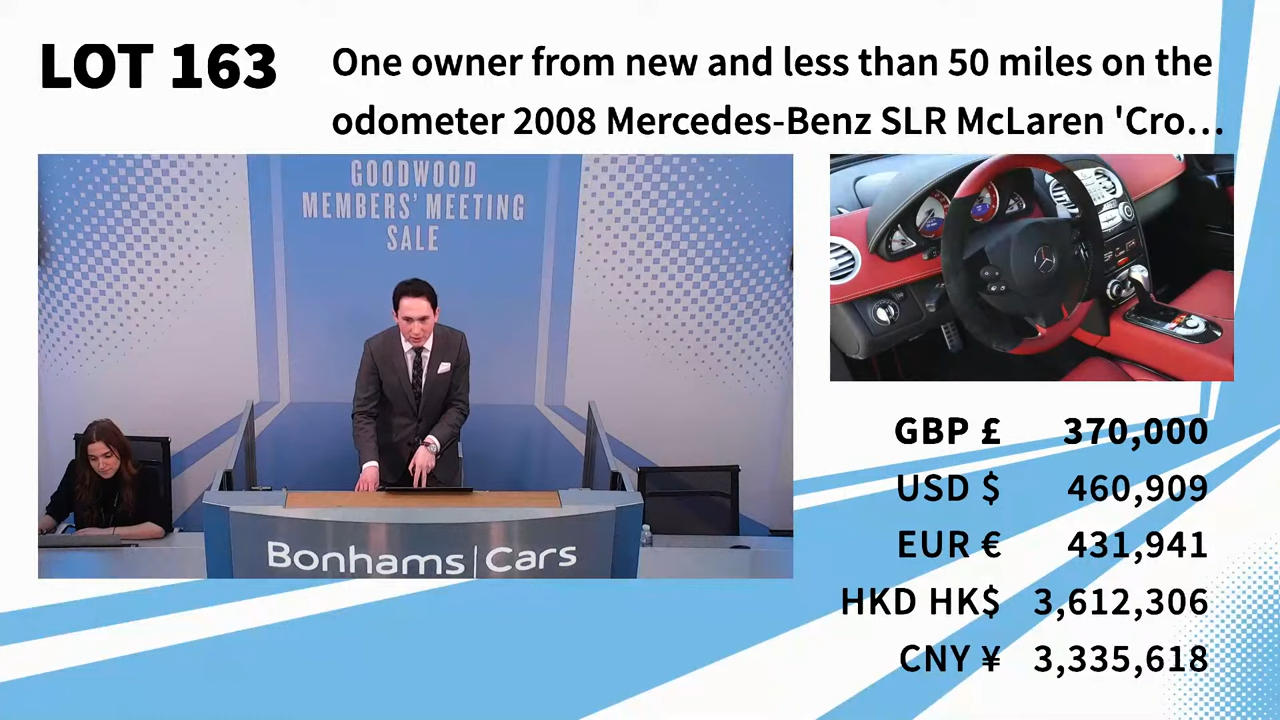 LOT 163
One owner from new and less than 50 miles on the
odometer 2008 Mercedes-Benz SLR McLaren 'Cro...
GOODWOOD
MEMBERS' MEETING
SALE
Bonhams|Cars
GBP £ 370,000
USD $ 460,909
EUR € 431,941
HKD HK$ 3,612,306
CNY ¥ 3,335,618